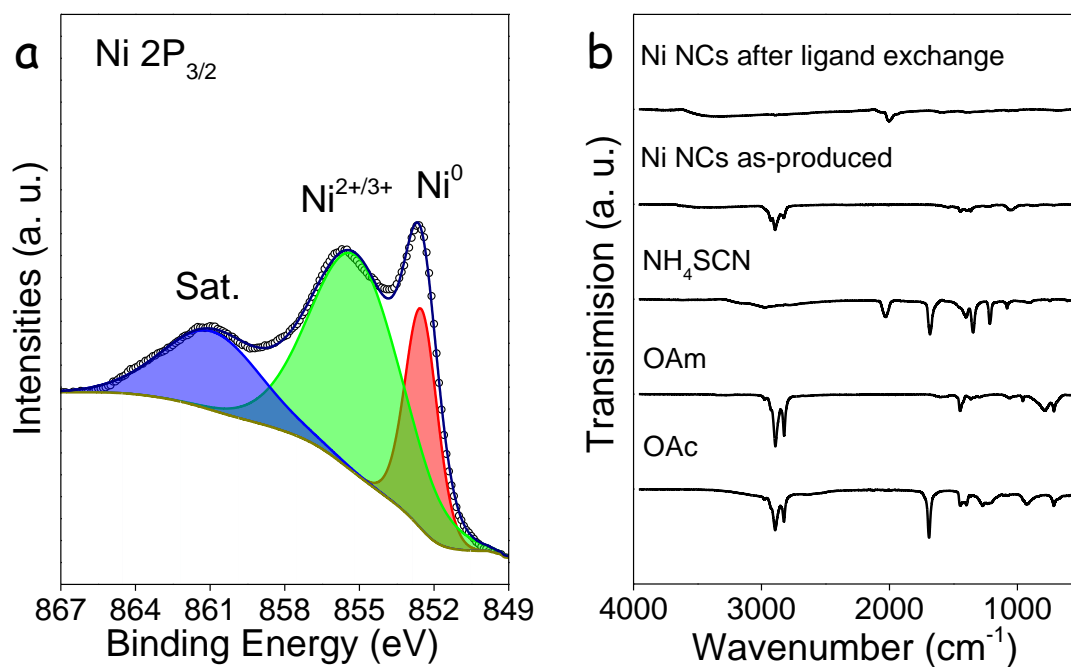 a
Ni 2P3/2
Ni2+/3+
Ni0
Sat.
Intensities (a. u.)
867 864 861 858 855 852 849
Binding Energy (eV)
b
Ni NCs after ligand exchange
Ni NCs as-produced
NH4SCN
OAm
OAc
Transimision (a. u.)
4000 3000 2000 1000
Wavenumber (cm-1)